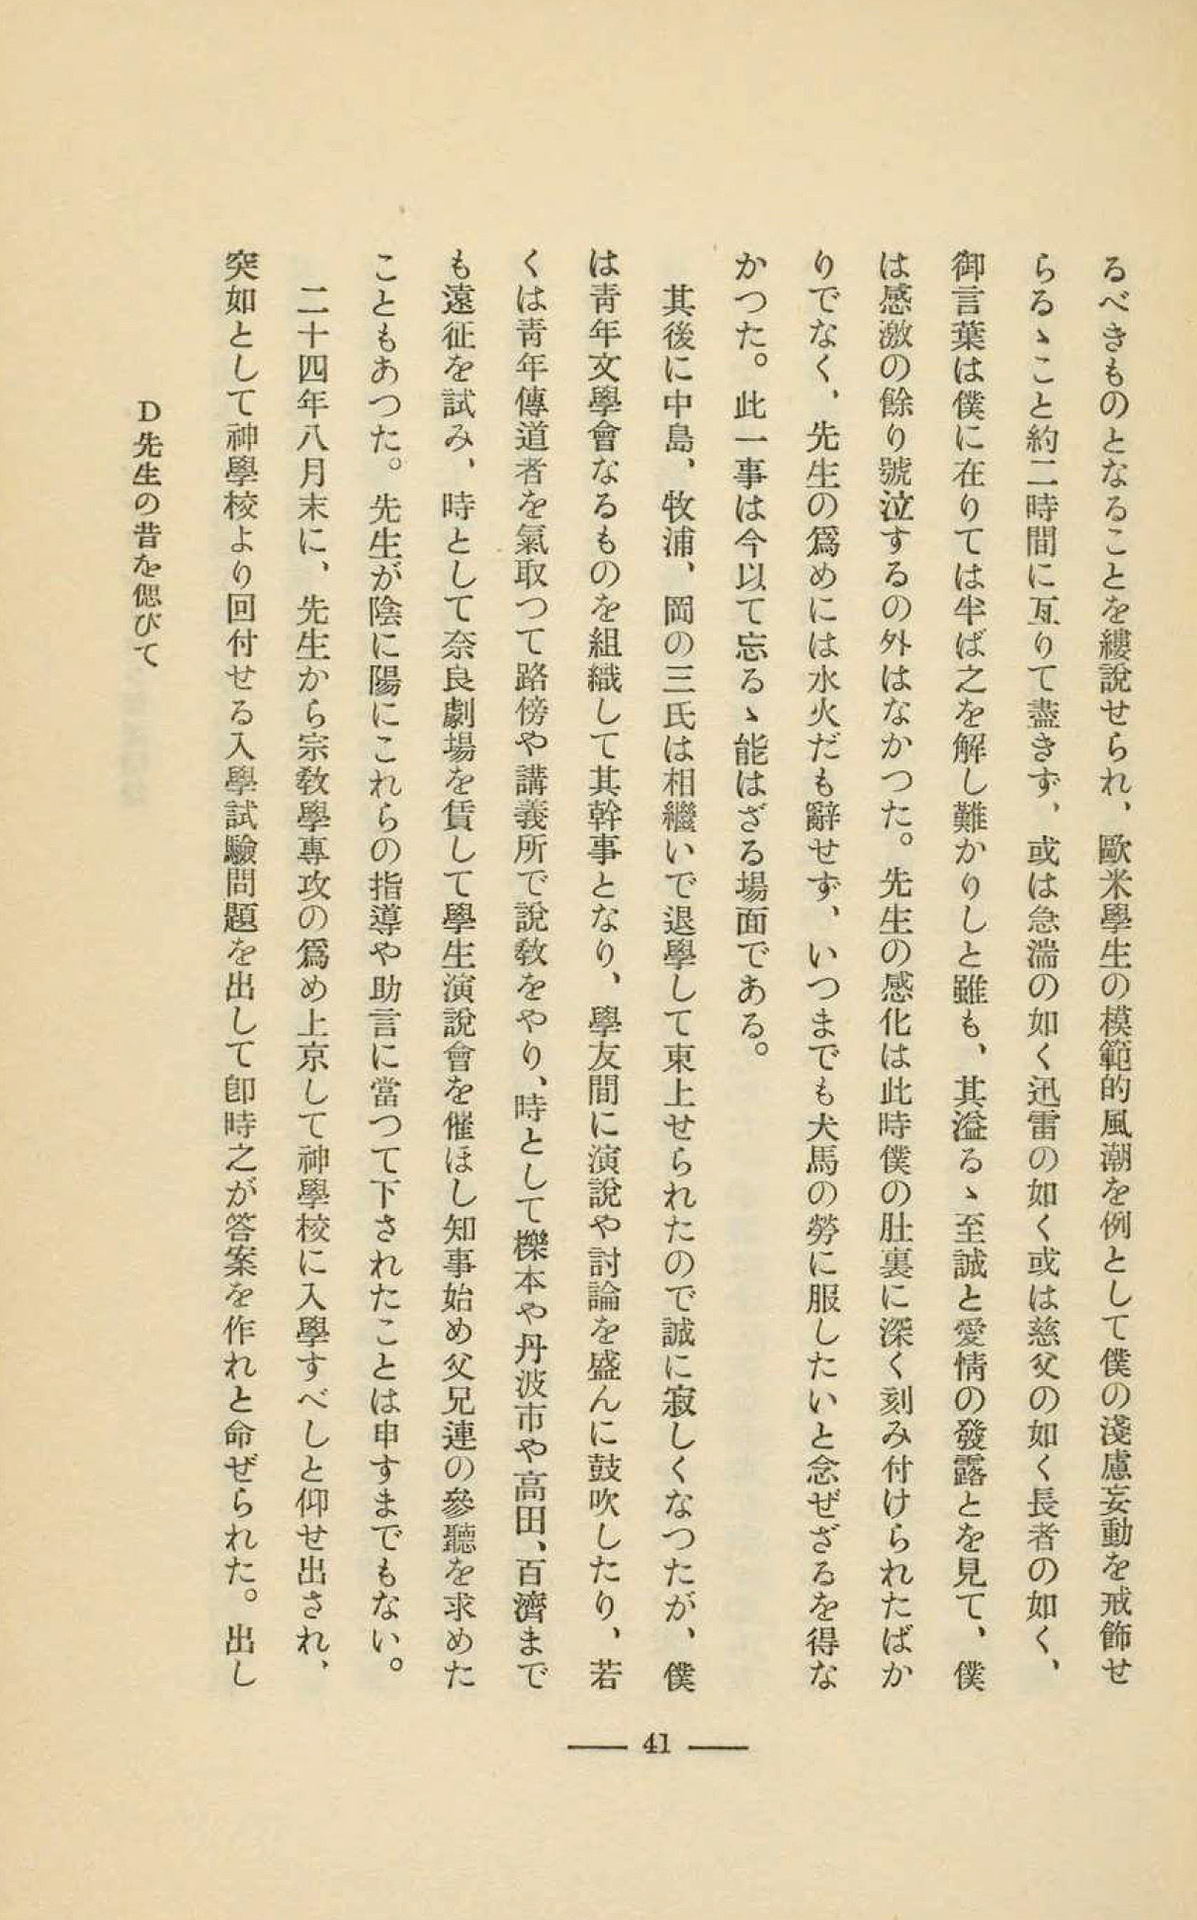 るべきものとなることを縷說せられ、歐米學生の模範的風潮を例として僕の淺慮妄動を戒飾せ
らるゝこと約二時間に亙りて盡きず、或は急湍の如く迅雷の如く或は慈父の如く長者の如く、
御言葉は僕に在りては半ば之を解し難かりしと雖も、其溢るゝ至誠と愛情の發露とを見て、僕
は感激の餘り號泣するの外はなかつた。先生の感化は此時僕の肚裏に深く刻み付けられたばか
りでなく、先生の爲めには水火だも辭せず、いつまでも犬馬の勞に服したいと念ぜざるを得な
かつた。此一事は今以て忘るゝ能はざる場面である。
其後に中島、牧浦、岡の三氏は相繼いで退學して東上せられたので誠に寂しくなつたが、僕
は靑年文學會なるものを組織して其幹事となり、學友間に演說や討論を盛んに鼓吹したり、若
くは靑年傳道者を氣取つて路傍や講義所で說敎をやり、時として櫟本や丹波市や高田、百濟まで
も遠征を試み、時として奈良劇場を賃して學生演說會を催ほし知事始め父兄連の參聽を求めた
こともあつた。先生が陰に陽にこれらの指導や助言に當つて下されたことは申すまでもない。
二十四年八月末に、先生から宗敎學專攻の爲め上京して神學校に入學すべしと仰せ出され、
突如として神學校より回付せる入學試驗問題を出して卽時之が答案を作れと命ぜられた。出し
D先生の昔を偲びて
41